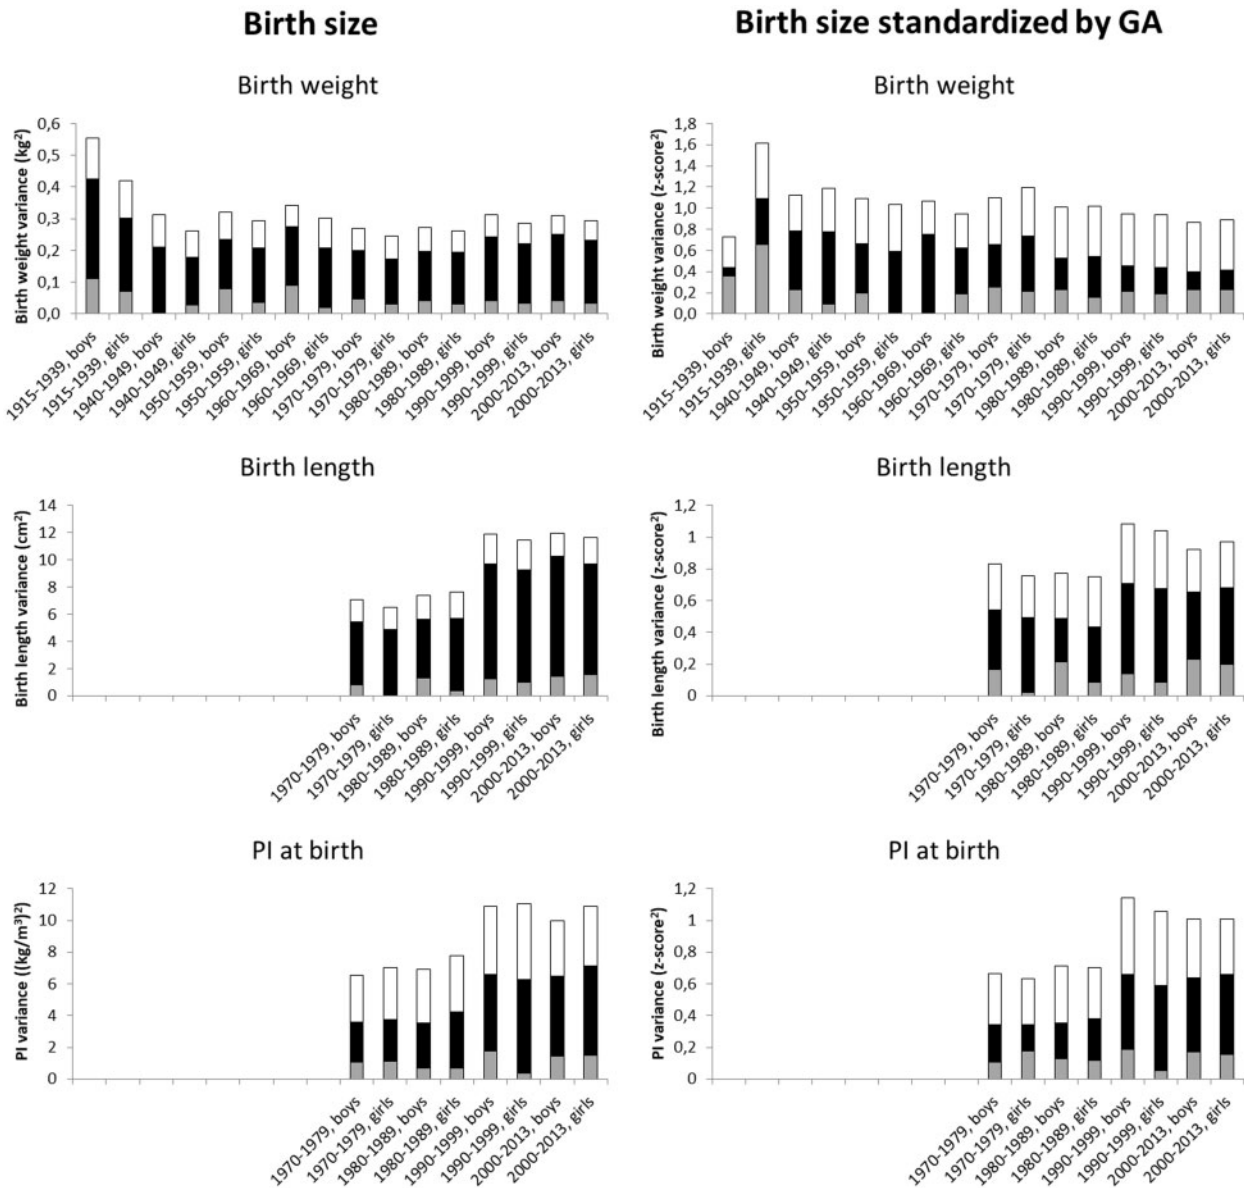 Birth size
Birth size standardized by GA
Birth weight
Birth weight variance (kg²)
0,6
0,5
0,4
0,3
0,2
0,1
0,0
1915-1939, boys
1915-1939, girls
1940-1949, boys
1940-1949, girls
1950-1959, boys
1950-1959, girls
1960-1969, boys
1960-1969, girls
1970-1979, boys
1970-1979, girls
1980-1989, boys
1980-1989, girls
1990-1999, boys
1990-1999, girls
2000-2013, boys
2000-2013, girls
Birth weight
Birth weight variance (z-score²)
1,8
1,6
1,4
1,2
1,0
0,8
0,6
0,4
0,2
0,0
1915-1939, boys
1915-1939, girls
1940-1949, boys
1940-1949, girls
1950-1959, boys
1950-1959, girls
1960-1969, boys
1960-1969, girls
1970-1979, boys
1970-1979, girls
1980-1989, boys
1980-1989, girls
1990-1999, boys
1990-1999, girls
2000-2013, boys
2000-2013, girls
Birth length
Birth length variance (cm²)
14
12
10
8
6
4
2
0
1970-1979, boys
1970-1979, girls
1980-1989, boys
1980-1989, girls
1990-1999, boys
1990-1999, girls
2000-2013, boys
2000-2013, girls
Birth length
Birth length variance (z-score²)
1,2
1
0,8
0,6
0,4
0,2
0
1970-1979, boys
1970-1979, girls
1980-1989, boys
1980-1989, girls
1990-1999, boys
1990-1999, girls
2000-2013, boys
2000-2013, girls
PI at birth
PI variance ((kg/m³)²)
12
10
8
6
4
2
0
1970-1979, boys
1970-1979, girls
1980-1989, boys
1980-1989, girls
1990-1999, boys
1990-1999, girls
2000-2013, boys
2000-2013, girls
PI at birth
PI variance (z-score²)
1,2
1
0,8
0,6
0,4
0,2
0
1970-1979, boys
1970-1979, girls
1980-1989, boys
1980-1989, girls
1990-1999, boys
1990-1999, girls
2000-2013, boys
2000-2013, girls